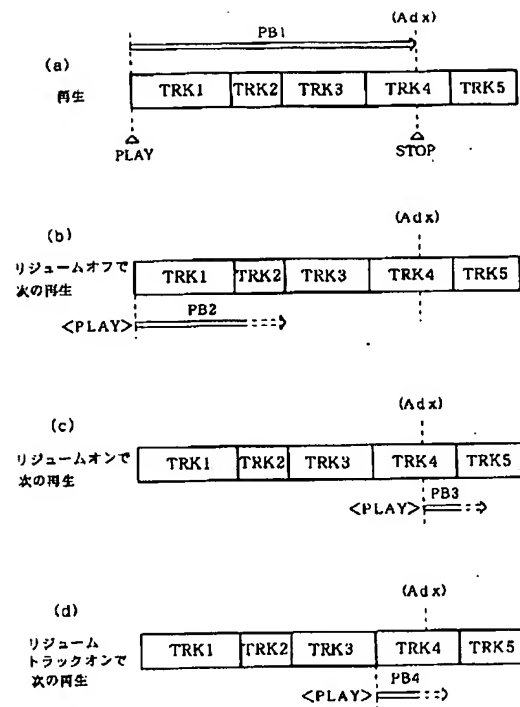 (Adx)
PB1
(a)
再生
TRK1 TRK2 TRK3 TRK4 TRK5
PLAY STOP
(Adx)
(b)
リジュームオフで
次の再生
TRK1 TRK2 TRK3 TRK4 TRK5
<PLAY> PB2
(Adx)
(c)
リジュームオンで
次の再生
TRK1 TRK2 TRK3 TRK4 TRK5
<PLAY> PB3
(Adx)
(d)
リジューム
トラックオンで
次の再生
TRK1 TRK2 TRK3 TRK4 TRK5
<PLAY> PB4